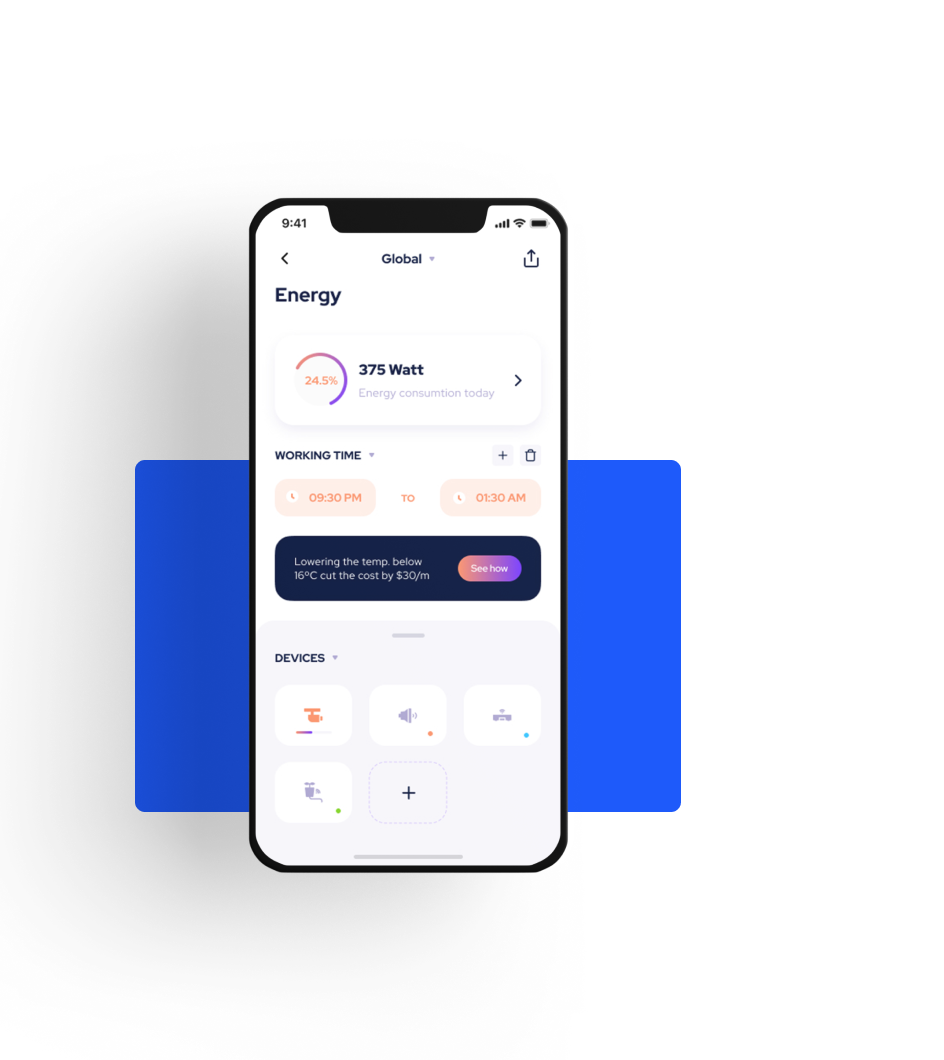 9:41
Global
Energy
24.5%
375 Watt
Energy consumtion today
WORKING TIME
09:30 PM
TO
01:30 AM
Lowering the temp. below
16ºC cut the cost by $30/m
See how
DEVICES